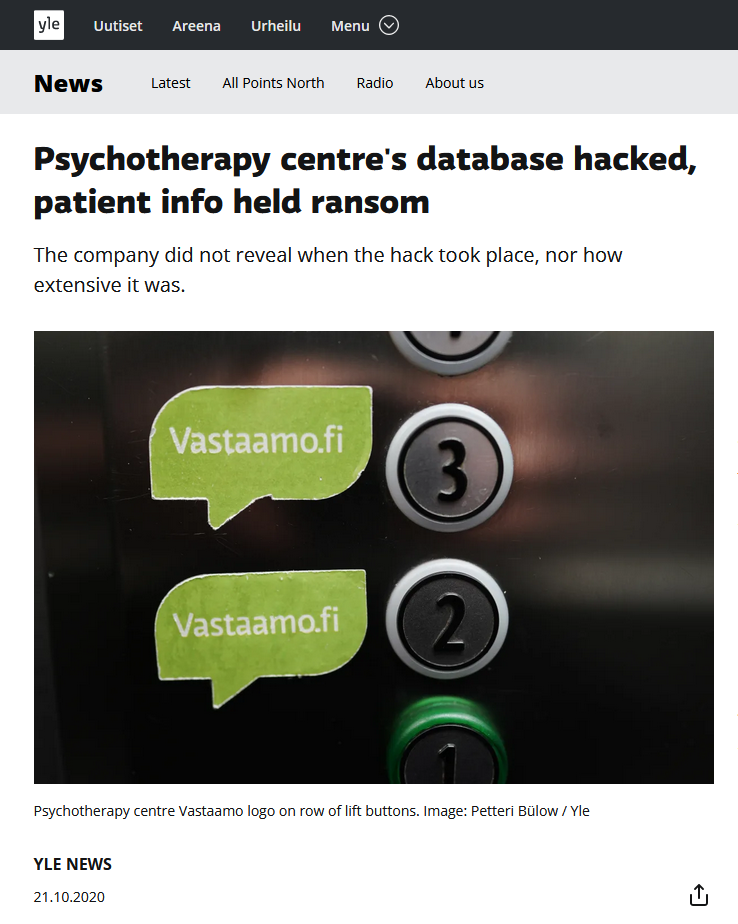 yle
Uutiset Areena Urheilu Menu
News
Latest All Points North Radio About us
Psychotherapy centre's database hacked,
patient info held ransom
The company did not reveal when the hack took place, nor how
extensive it was.
Vastaamo.fi
3
Vastaamo.fi
2
1
Psychotherapy centre Vastaamo logo on row of lift buttons. Image: Petteri Bülow / Yle
YLE NEWS
21.10.2020